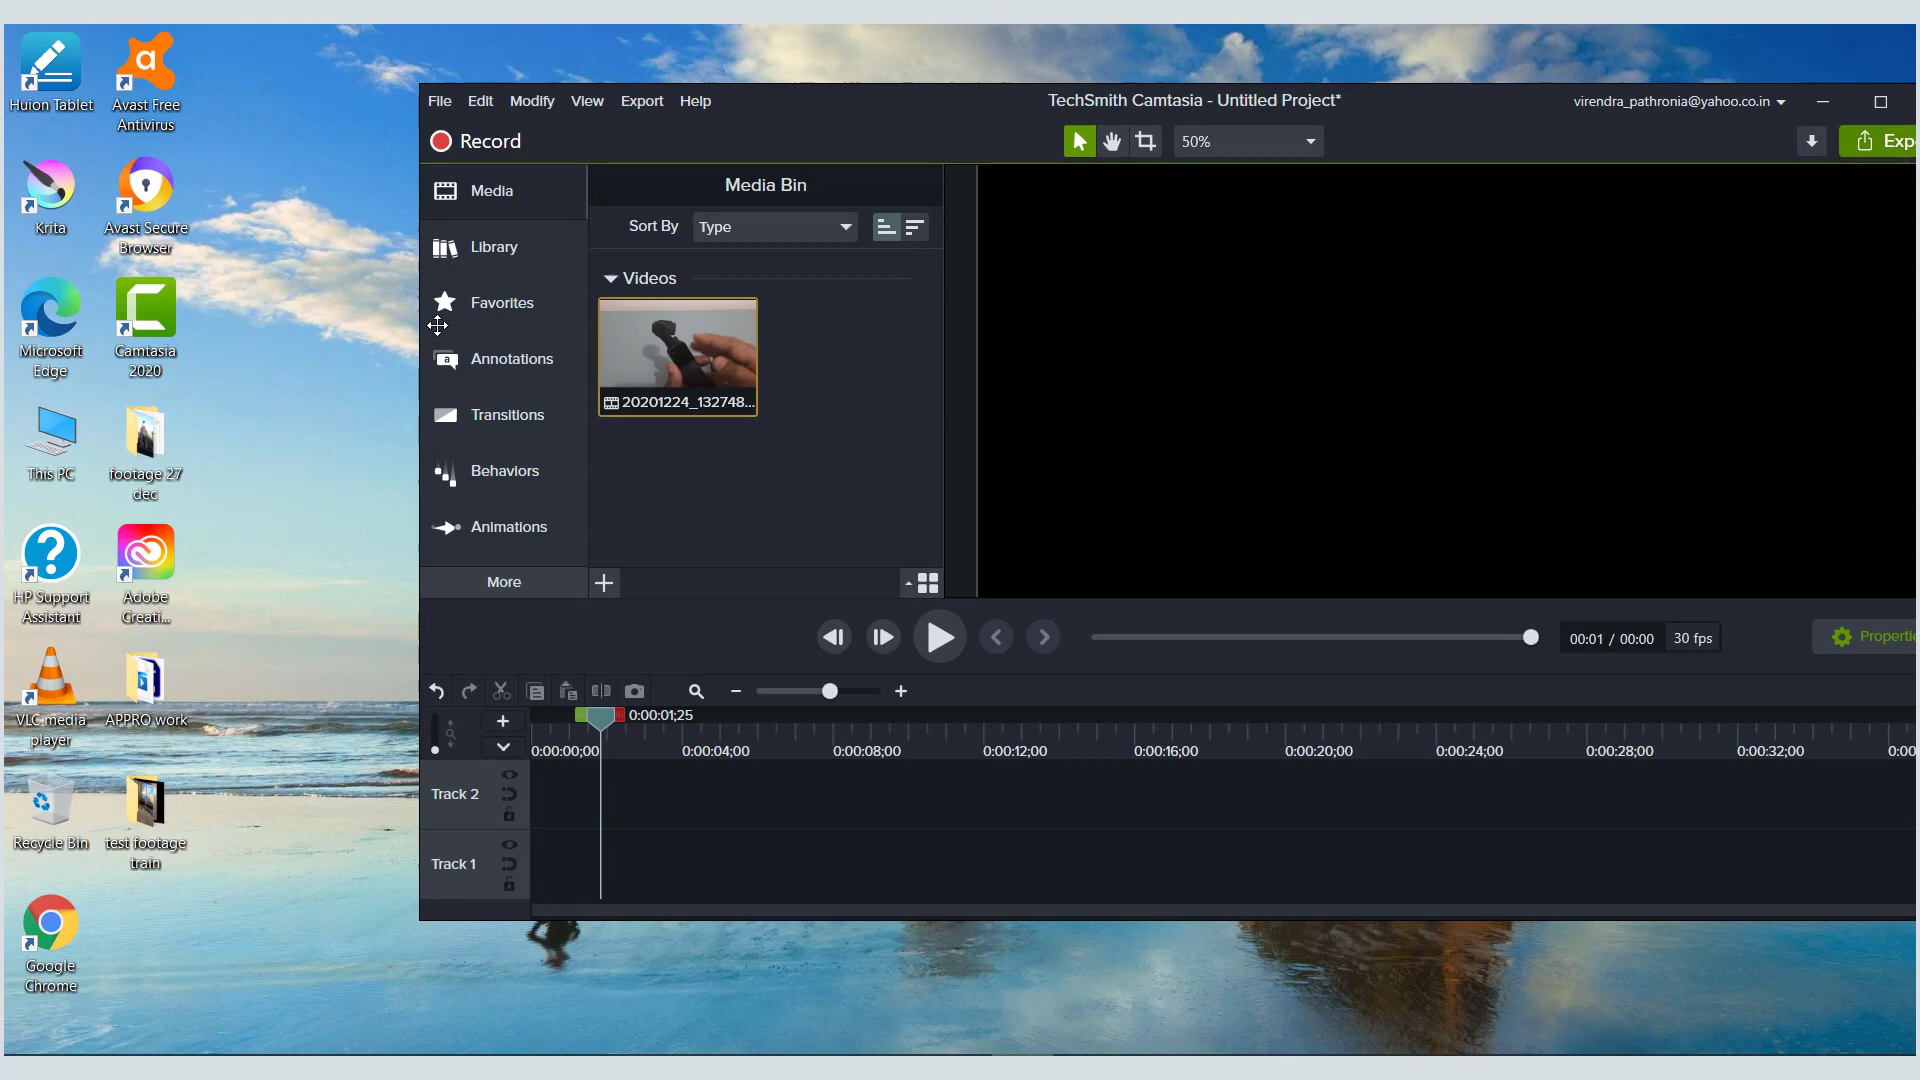 Huion Tablet
Avast Free
Antivirus
Krita
Avast Secure
Browser
Microsoft
Edge
Camtasia
2020
This PC
footage 27
dec
HP Support
Assistant
Adobe
Creati...
VLC media
player
APPRO work
Recycle Bin
test footage
train
Google
Chrome
File Edit Modify View Export Help
TechSmith Camtasia - Untitled Project*
virendra_pathronia@yahoo.co.in
Record
50%
Exp
Media
Library
Favorites
Annotations
Transitions
Behaviors
Animations
More
Media Bin
Sort By Type
Videos
20201224_132748...
00:01 / 00:00 30 fps
Properti
0:00:01;25
0:00:00;00 0:00:04;00 0:00:08;00 0:00:12;00 0:00:16;00 0:00:20;00 0:00:24;00 0:00:28;00 0:00:32;00 0:00
Track 2
Track 1